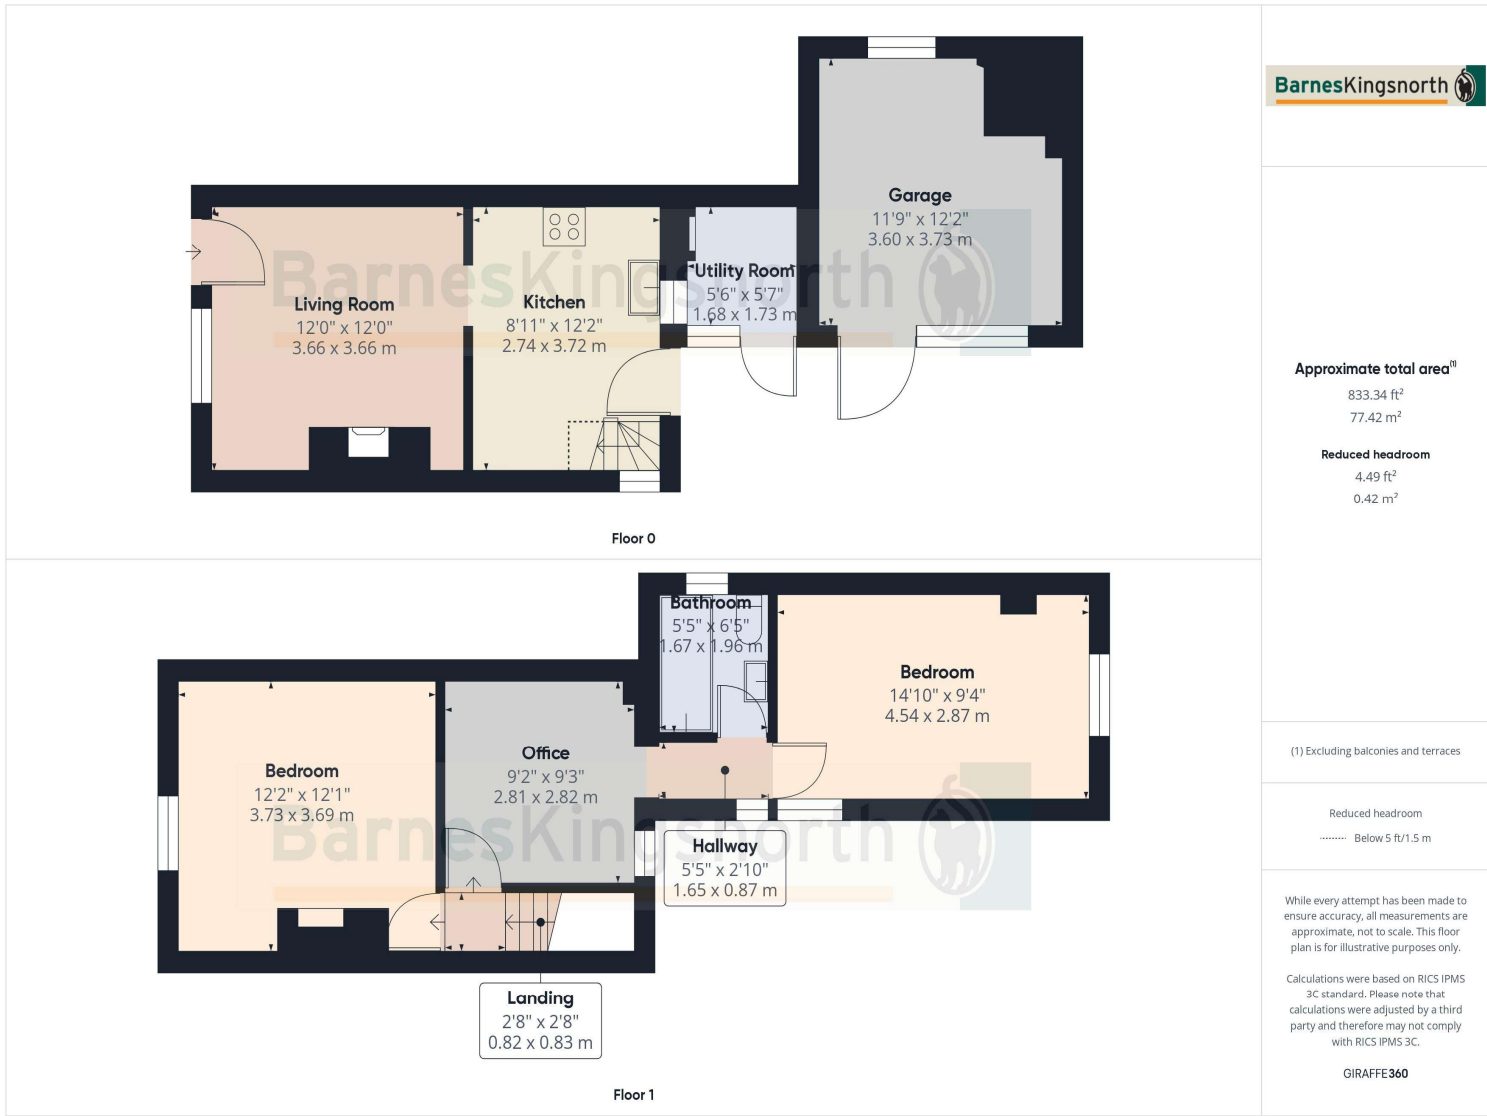 Garage
11'9" x 12'2"
3.60 x 3.73 m
Living Room
12'0" x 12'0"
3.66 x 3.66 m
Kitchen
8'11" x 12'2"
2.74 x 3.72 m
Utility Room
5'6" x 5'7"
1.68 x 1.73 m
BarnesKingsnorth
Floor 0
Bathroom
5'5" x 6'5"
1.67 x 1.96 m
Bedroom
14'10" x 9'4"
4.54 x 2.87 m
Office
9'2" x 9'3"
2.81 x 2.82 m
Bedroom
12'2" x 12'1"
3.73 x 3.69 m
BarnesKingsnorth
Hallway
5'5" x 2'10"
1.65 x 0.87 m
Landing
2'8" x 2'8"
0.82 x 0.83 m
Floor 1
BarnesKingsnorth
Approximate total area(1)
833.34 ft²
77.42 m²
Reduced headroom
4.49 ft²
0.42 m²
(1) Excluding balconies and terraces
Reduced headroom
Below 5 ft/1.5 m
While every attempt has been made to
ensure accuracy, all measurements are
approximate, not to scale. This floor
plan is for illustrative purposes only.
Calculations were based on RICS IPMS
3C standard. Please note that
calculations were adjusted by a third
party and therefore may not comply
with RICS IPMS 3C.
GIRAFFE360